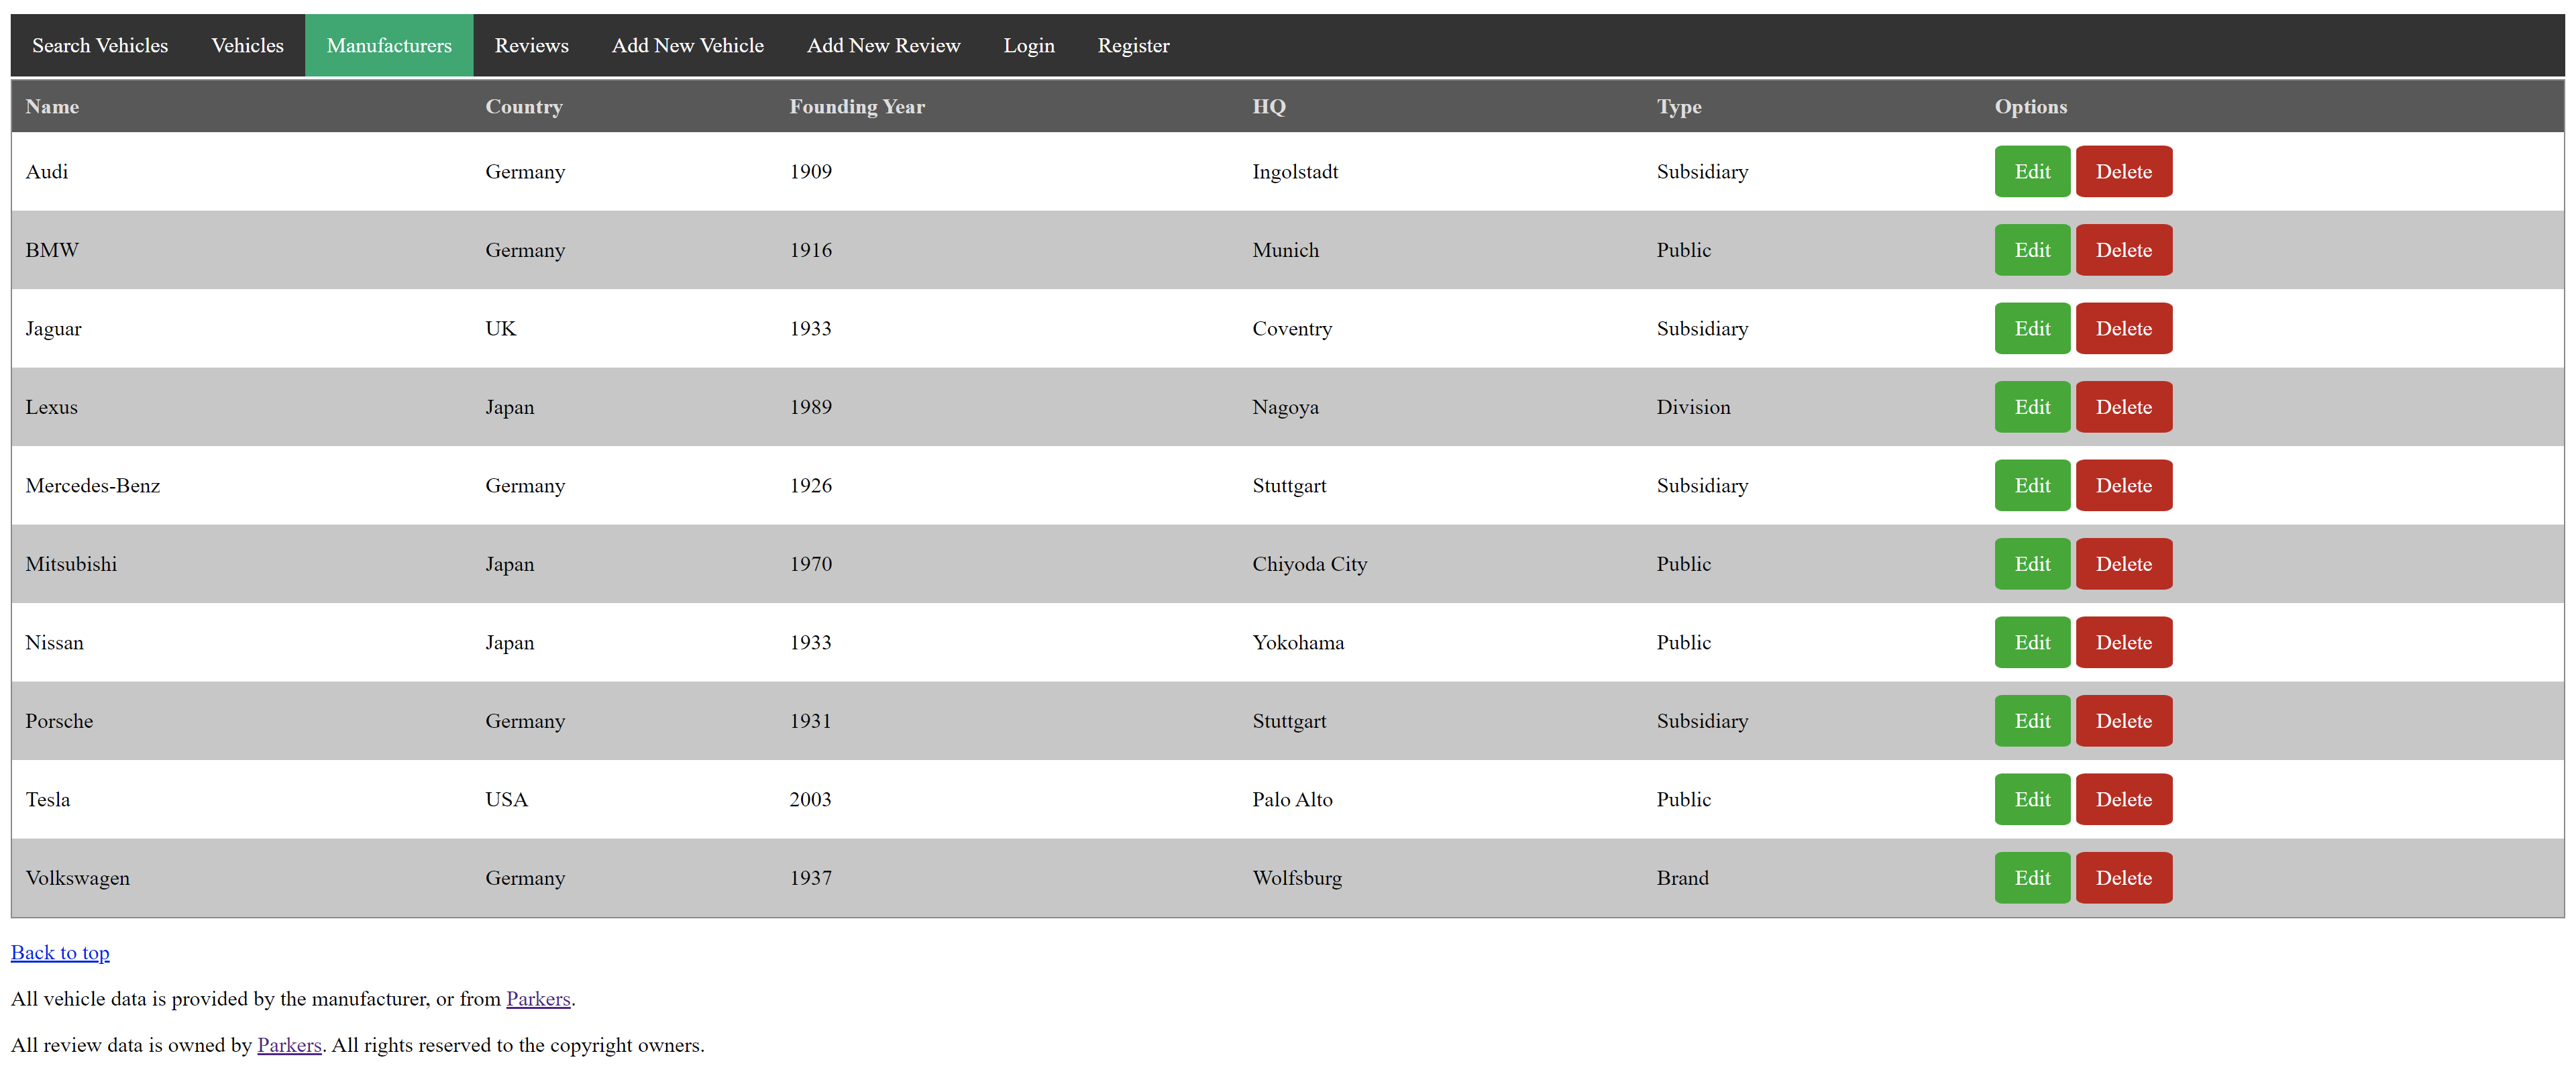 Search Vehicles Vehicles Manufacturers Reviews Add New Vehicle Add New Review Login Register
Name Country Founding Year HQ Type Options
Audi Germany 1909 Ingolstadt Subsidiary Edit Delete
BMW Germany 1916 Munich Public Edit Delete
Jaguar UK 1933 Coventry Subsidiary Edit Delete
Lexus Japan 1989 Nagoya Division Edit Delete
Mercedes-Benz Germany 1926 Stuttgart Subsidiary Edit Delete
Mitsubishi Japan 1970 Chiyoda City Public Edit Delete
Nissan Japan 1933 Yokohama Public Edit Delete
Porsche Germany 1931 Stuttgart Subsidiary Edit Delete
Tesla USA 2003 Palo Alto Public Edit Delete
Volkswagen Germany 1937 Wolfsburg Brand Edit Delete
Back to top
All vehicle data is provided by the manufacturer, or from Parkers.
All review data is owned by Parkers. All rights reserved to the copyright owners.